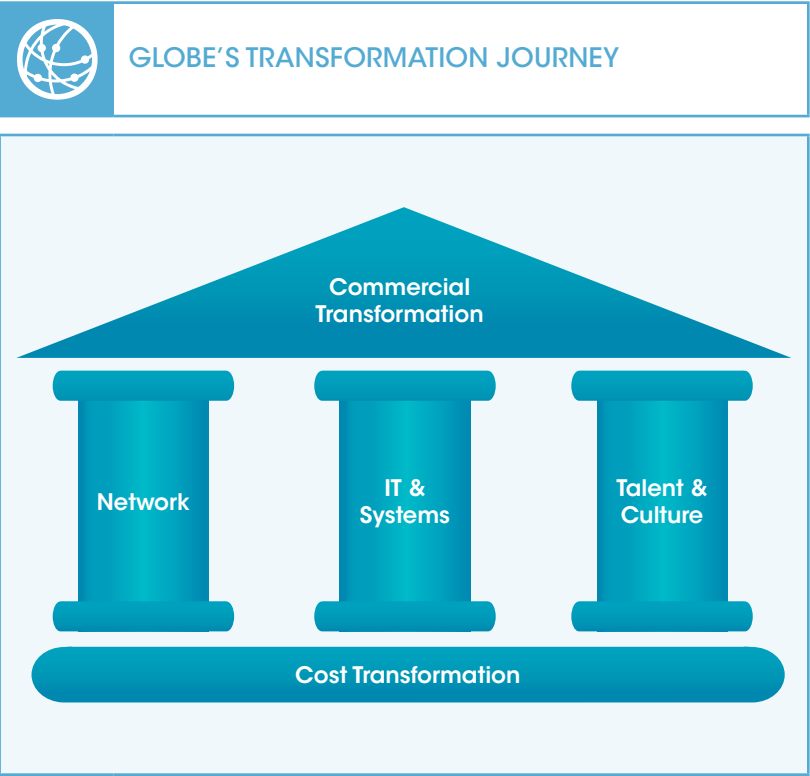 GLOBE’S TRANSFORMATION JOURNEY
Commercial
Transformation
Network
IT &
Systems
Talent &
Culture
Cost Transformation